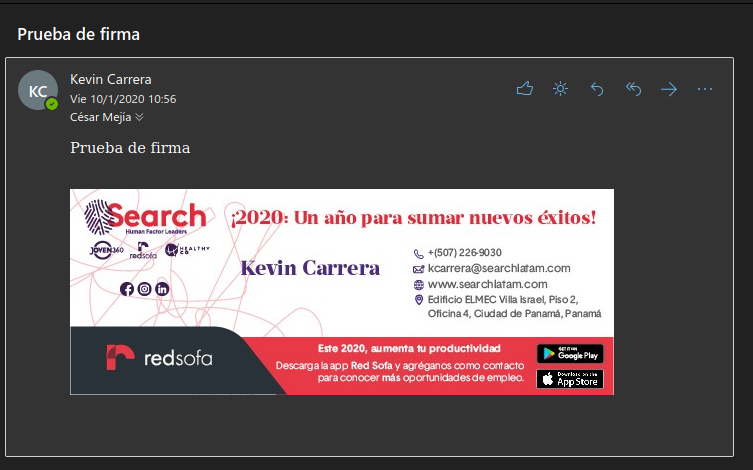 Prueba de firma
KC
Kevin Carrera
Vie 10/1/2020 10:56
César Mejía
Prueba de firma
Search
Human Factor Leaders
JOVEN360
redsofa
HEALTHY CO
¡2020: Un año para sumar nuevos éxitos!
Kevin Carrera
+(507) 226-9030
kcarrera@searchlatam.com
www.searchlatam.com
Edificio ELMEC Villa Israel, Piso 2,
Oficina 4, Ciudad de Panamá, Panamá
redsofa
Este 2020, aumenta tu productividad
Descarga la app Red Sofa y agréganos como contacto
para conocer más oportunidades de empleo.
GET IT ON
Google Play
Download on the
App Store